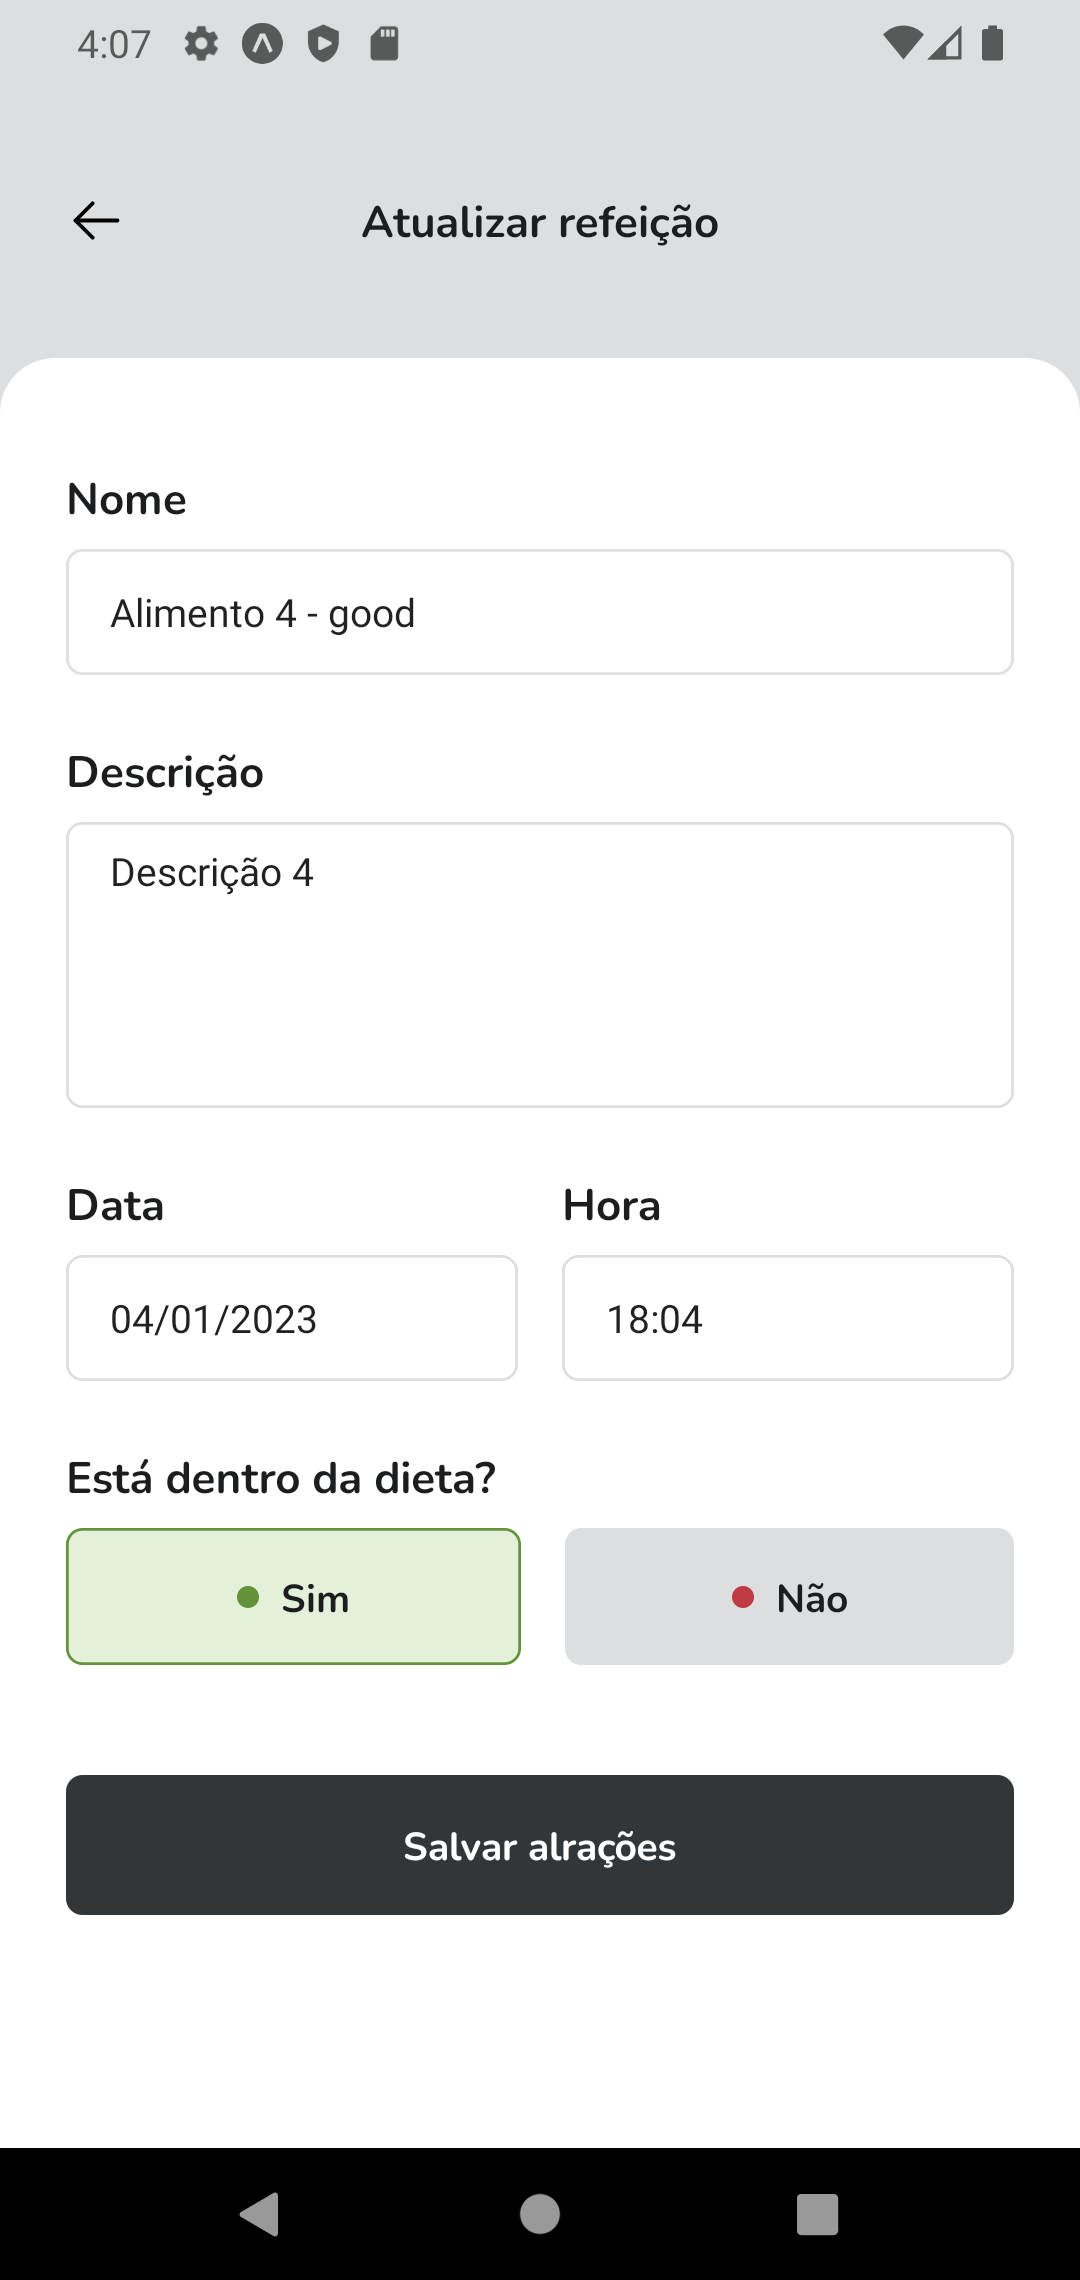 4:07
Atualizar refeição
Nome
Alimento 4 - good
Descrição
Descrição 4
Data
Hora
04/01/2023
18:04
Está dentro da dieta?
Sim
Não
Salvar alrações